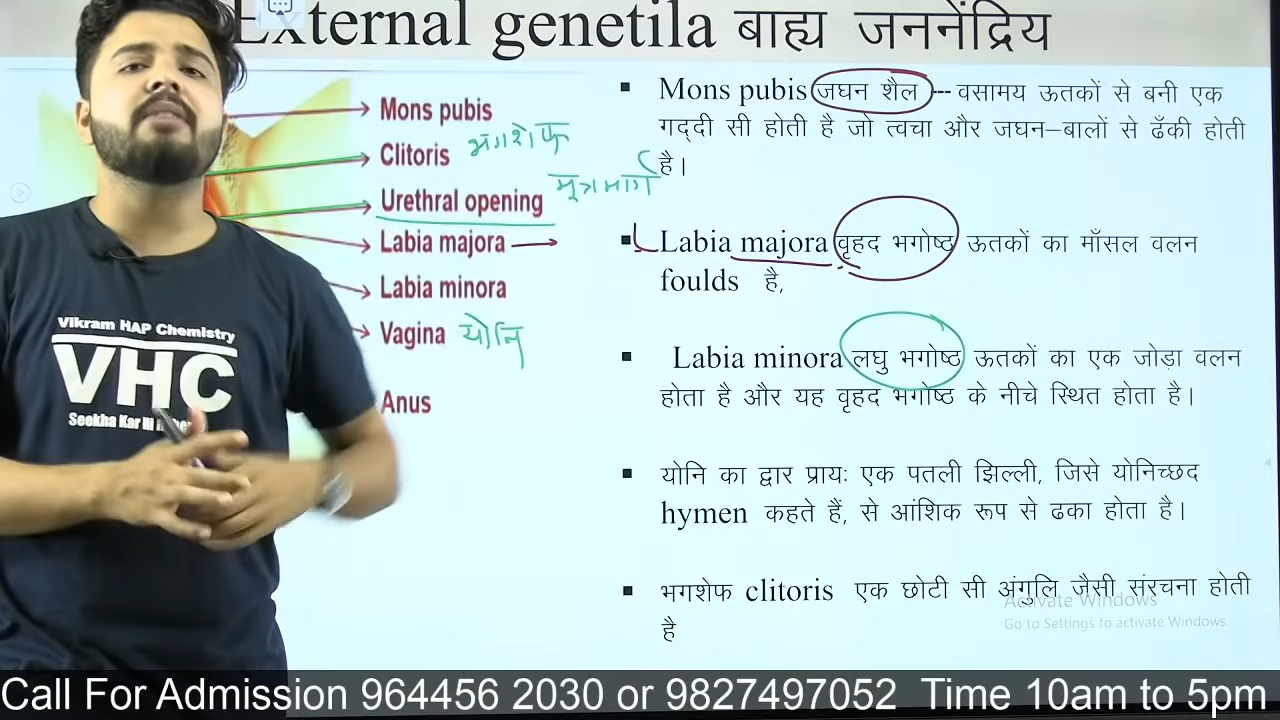 External genetila बाह्य जननेंद्रिय
Mons pubis
Clitoris भगशेफ
Urethral opening मूत्रमार्ग
Labia majora
Labia minora
Vagina योनि
Anus
Mons pubis जघन शैल --- वसामय ऊतकों से बनी एक
गद्दी सी होती है जो त्वचा और जघन–बालों से ढँकी होती
है।
Labia majora वृहद भगोष्ठ ऊतकों का माँसल वलन
foulds है,
Labia minora लघु भगोष्ठ ऊतकों का एक जोड़ा वलन
होता है और यह वृहद भगोष्ठ के नीचे स्थित होता है।
योनि का द्वार प्रायः एक पतली झिल्ली, जिसे योनिच्छद
hymen कहते हैं, से आंशिक रूप से ढका होता है।
भगशेफ clitoris एक छोटी सी अंगुलि जैसी संरचना होती
है
Activate Windows
Go to Settings to activate Windows.
Vikram HAP Chemistry
VHC
Seekha Kar Hi
Call For Admission 964456 2030 or 9827497052 Time 10am to 5pm